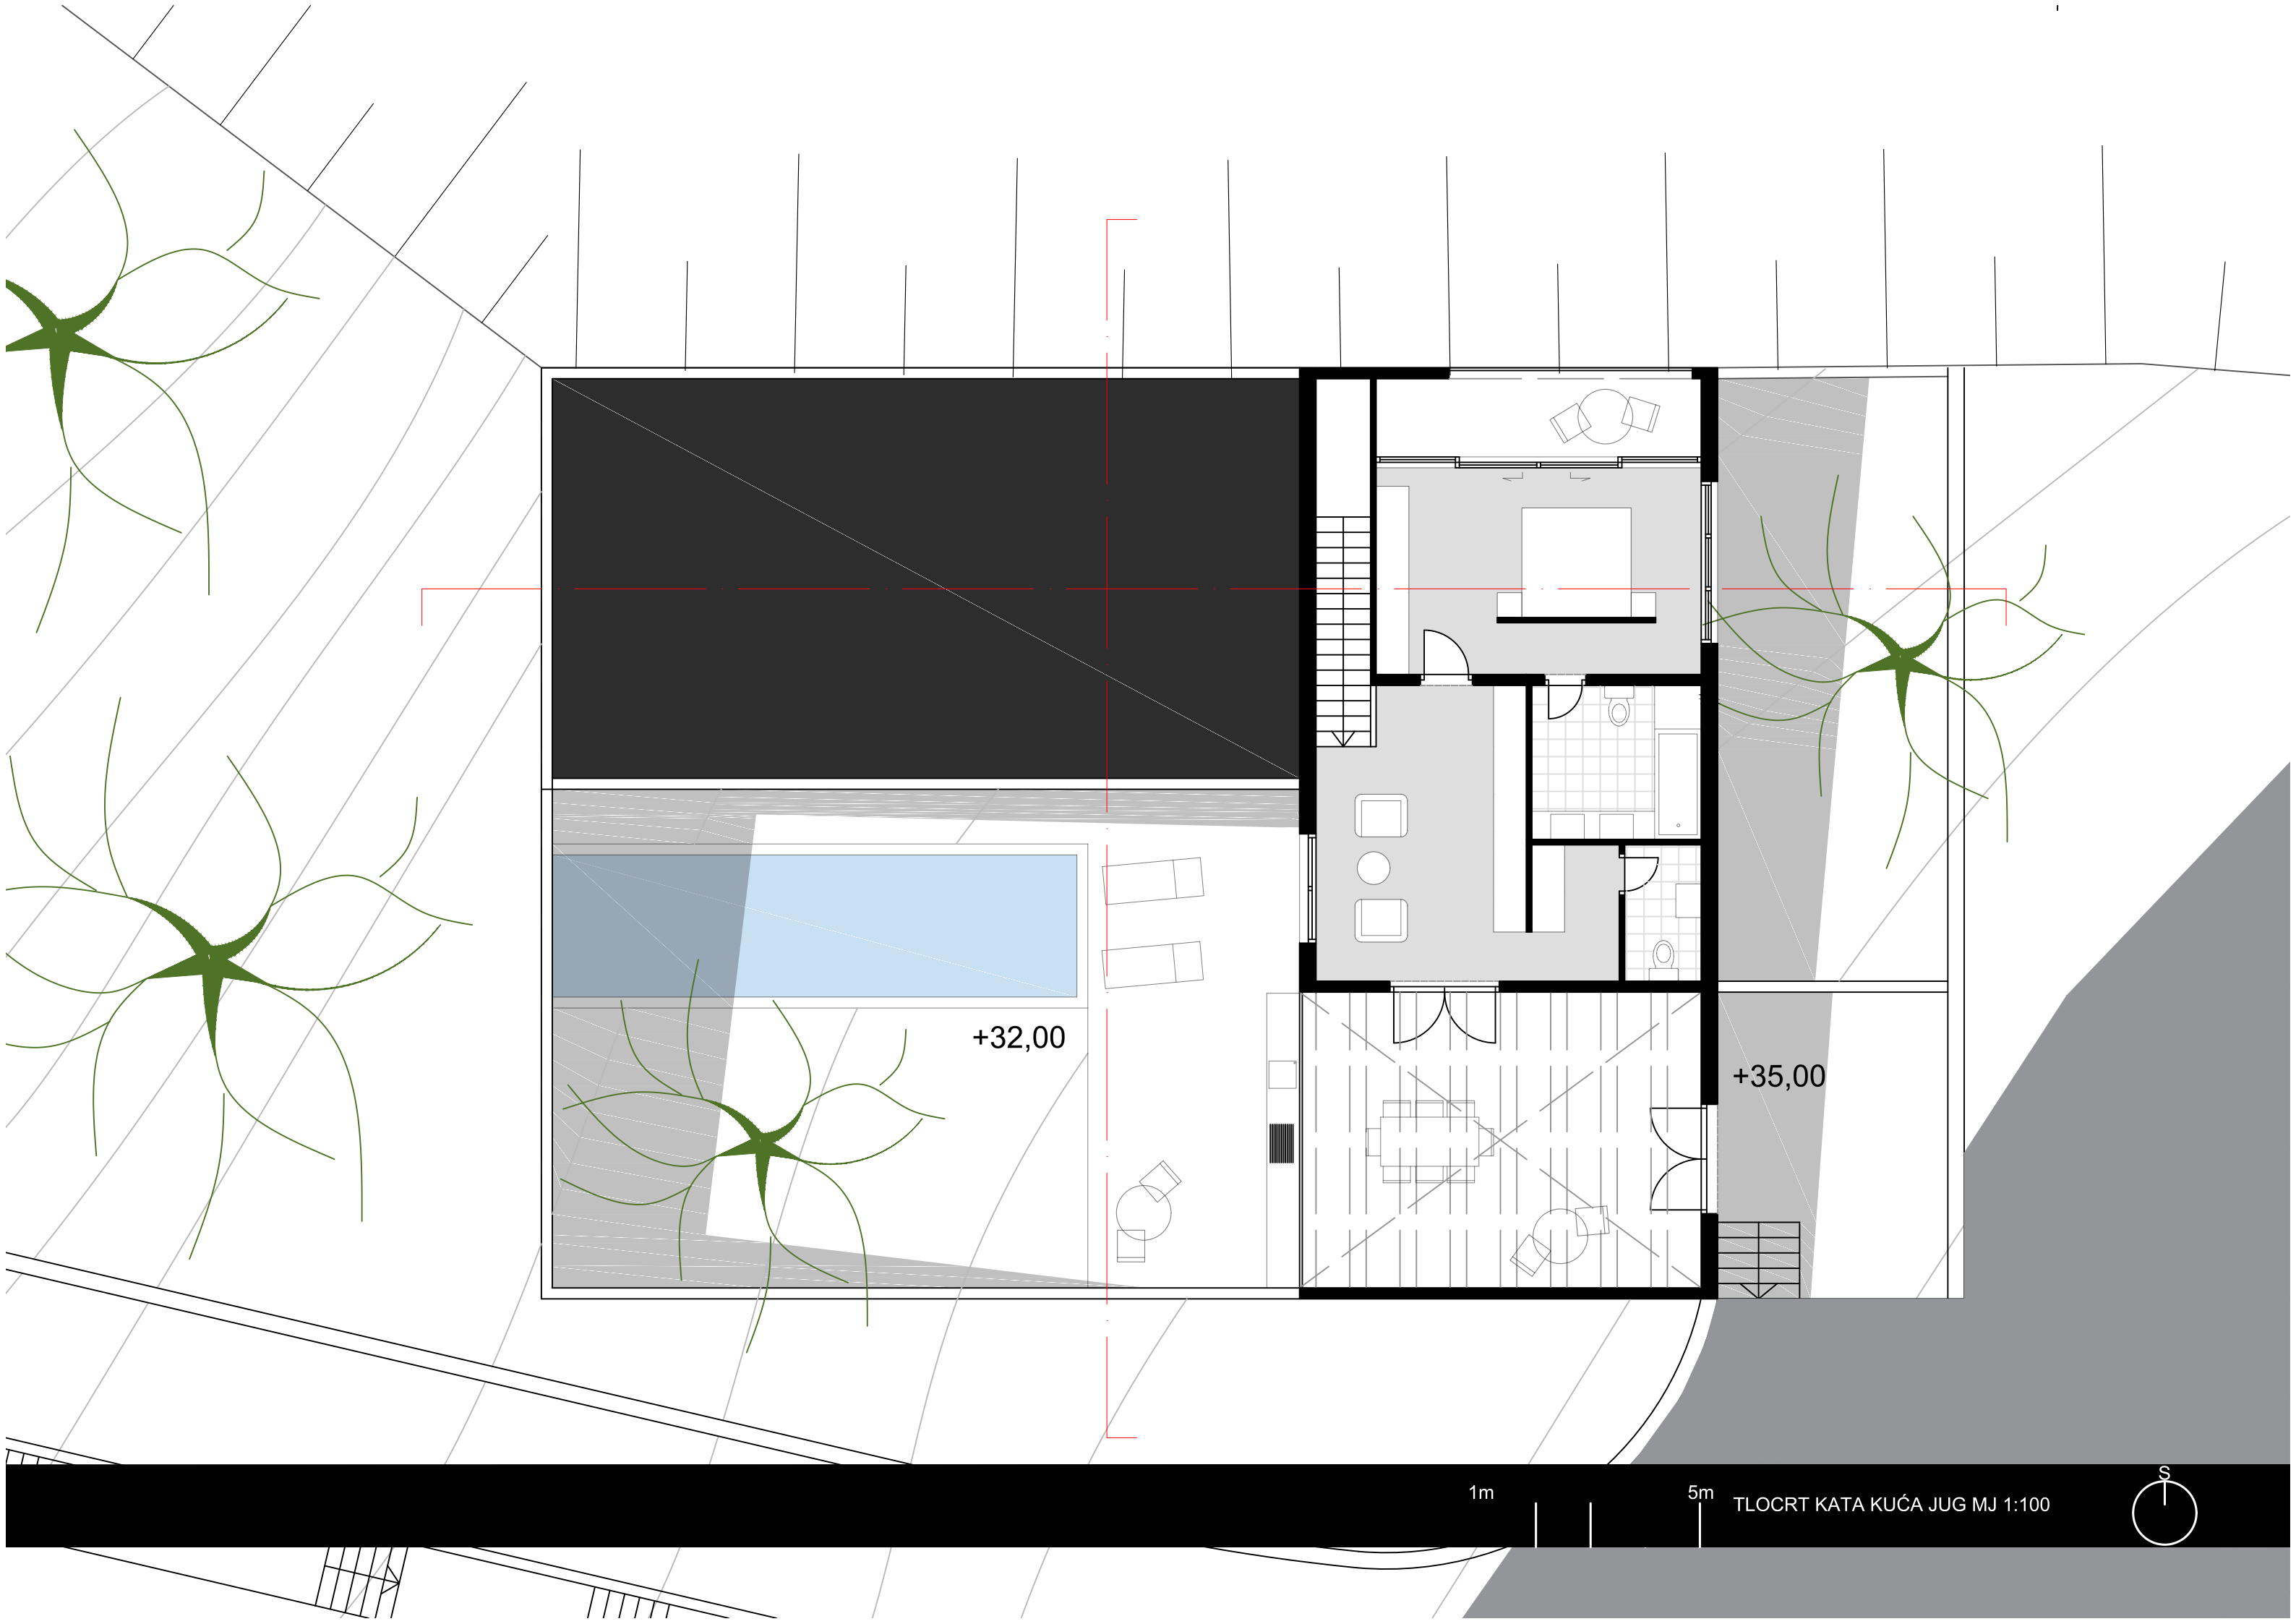 +32,00
+35,00
S
1m
5m
TLOCRT KATA KUĆA JUG MJ 1:100